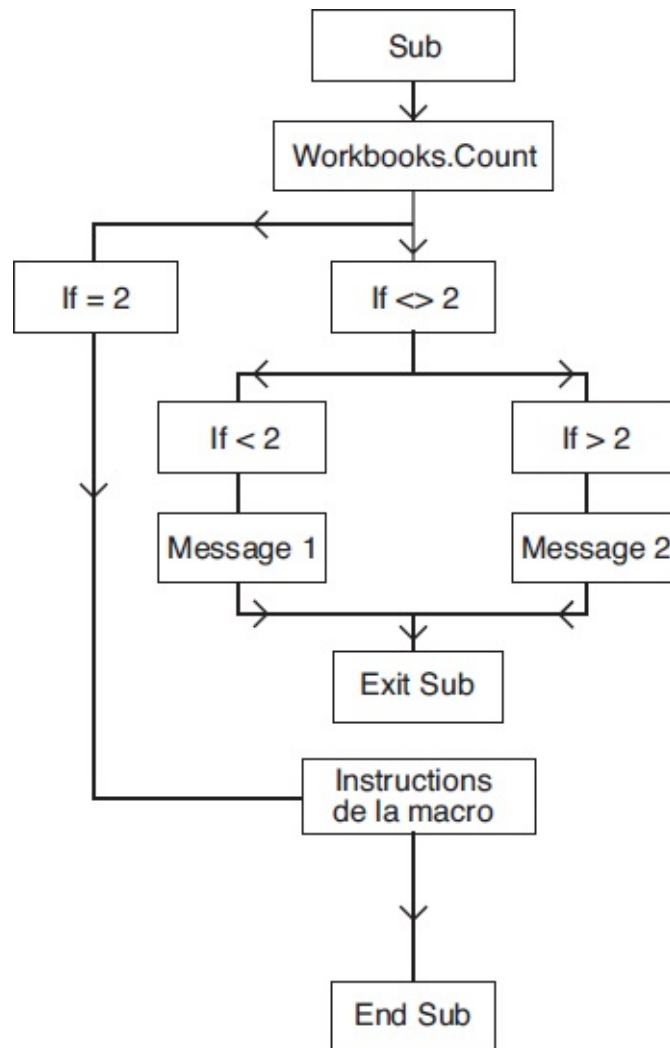 Sub
Workbooks.Count
If = 2
If <> 2
If < 2
If > 2
Message 1
Message 2
Exit Sub
Instructions
de la macro
End Sub